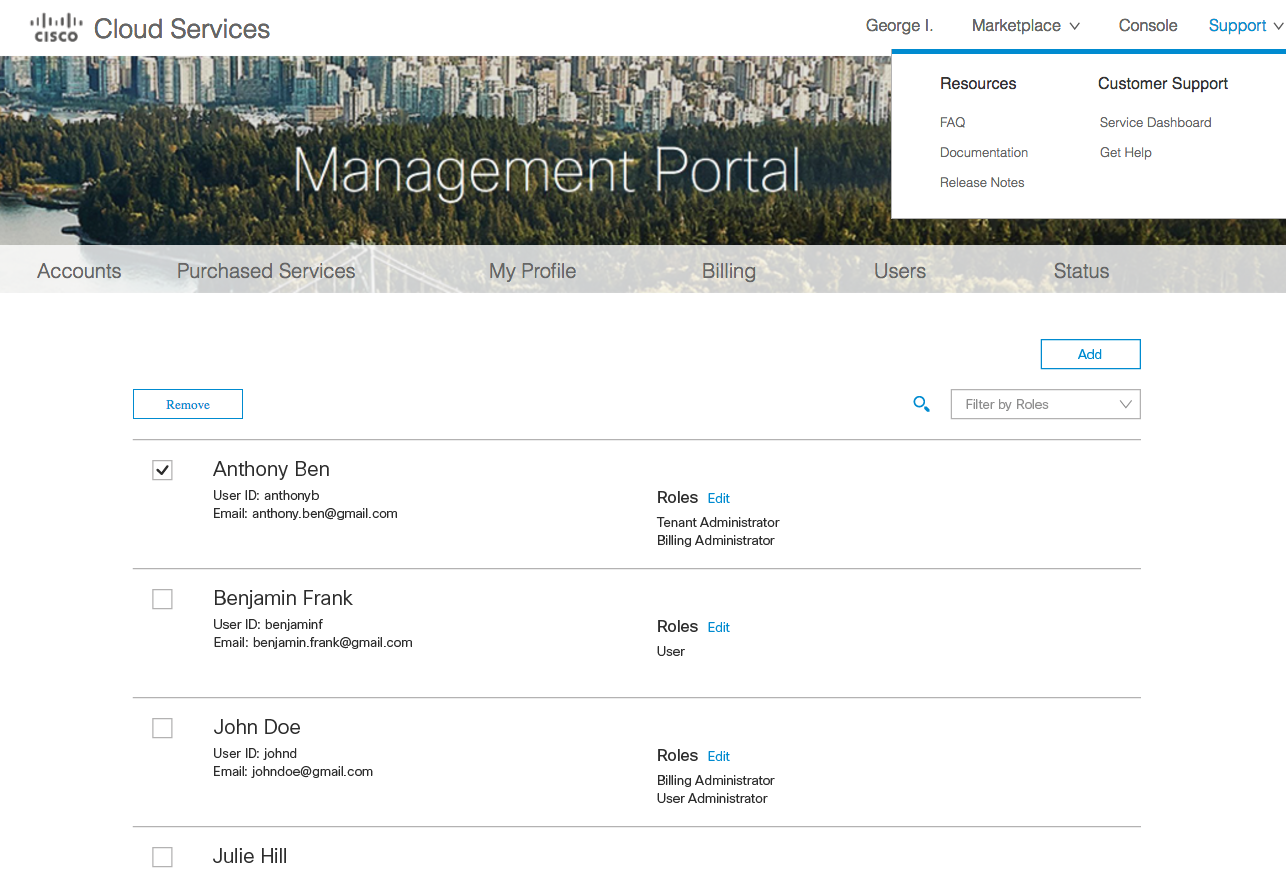 cisco Cloud Services
George I. Marketplace Console Support
Resources Customer Support
FAQ Service Dashboard
Documentation Get Help
Release Notes
Management Portal
Accounts Purchased Services My Profile Billing Users Status
Add
Remove Filter by Roles
Anthony Ben
User ID: anthonyb
Email: anthony.ben@gmail.com
Roles Edit
Tenant Administrator
Billing Administrator
Benjamin Frank
User ID: benjaminf
Email: benjamin.frank@gmail.com
Roles Edit
User
John Doe
User ID: johnd
Email: johndoe@gmail.com
Roles Edit
Billing Administrator
User Administrator
Julie Hill